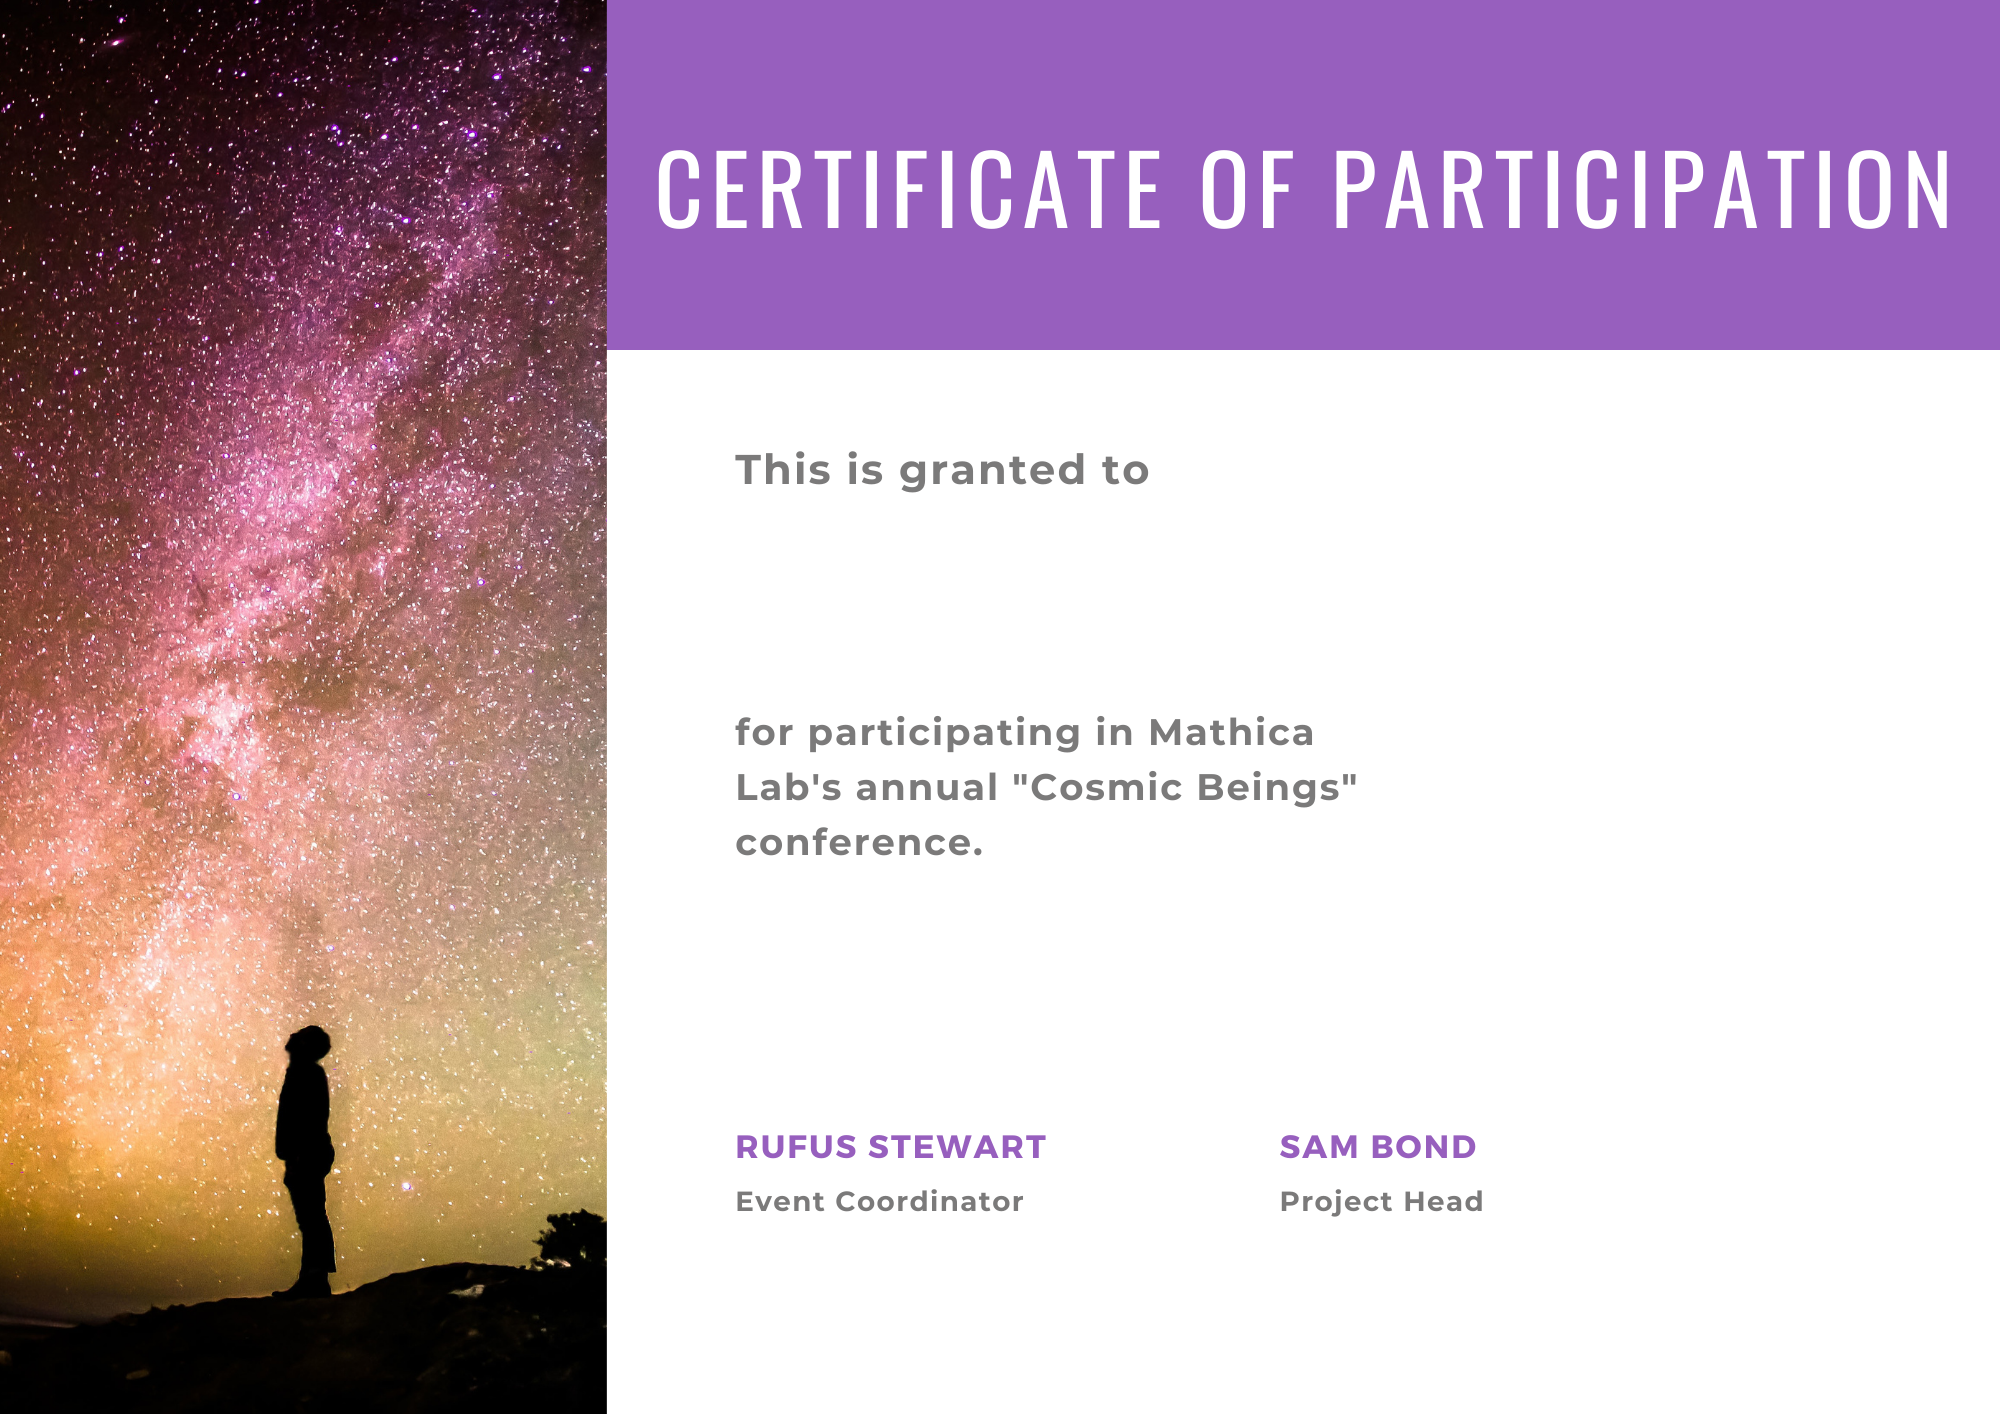 CERTIFICATE OF PARTICIPATION
This is granted to
for participating in Mathica
Lab's annual "Cosmic Beings"
conference.
RUFUS STEWART
Event Coordinator
SAM BOND
Project Head